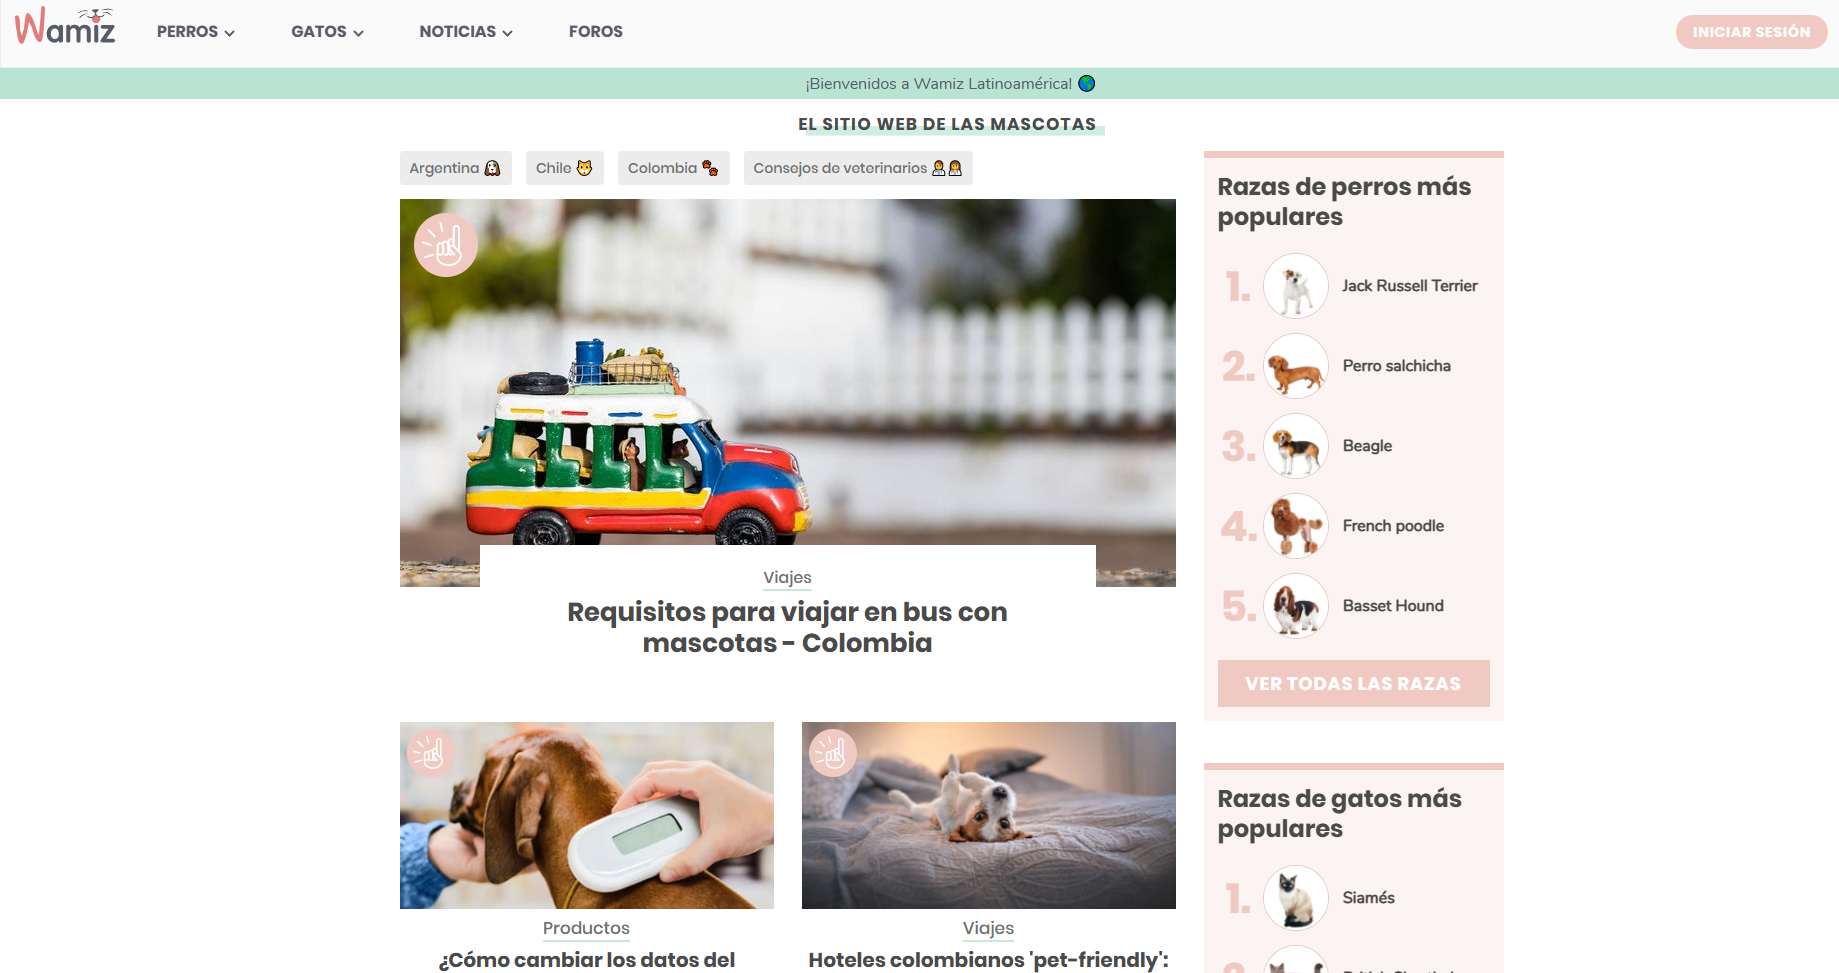 Wamiz
PERROS
GATOS
NOTICIAS
FOROS
INICIAR SESIÓN
¡Bienvenidos a Wamiz Latinoamérica! 🌎
EL SITIO WEB DE LAS MASCOTAS
Argentina 🐶
Chile 🐱
Colombia 🐾
Consejos de veterinarios 👩‍⚕️👩‍⚕️
Viajes
Requisitos para viajar en bus con
mascotas - Colombia
Productos
¿Cómo cambiar los datos del
Viajes
Hoteles colombianos 'pet-friendly':
Razas de perros más
populares
1. Jack Russell Terrier
2. Perro salchicha
3. Beagle
4. French poodle
5. Basset Hound
VER TODAS LAS RAZAS
Razas de gatos más
populares
1. Siamés